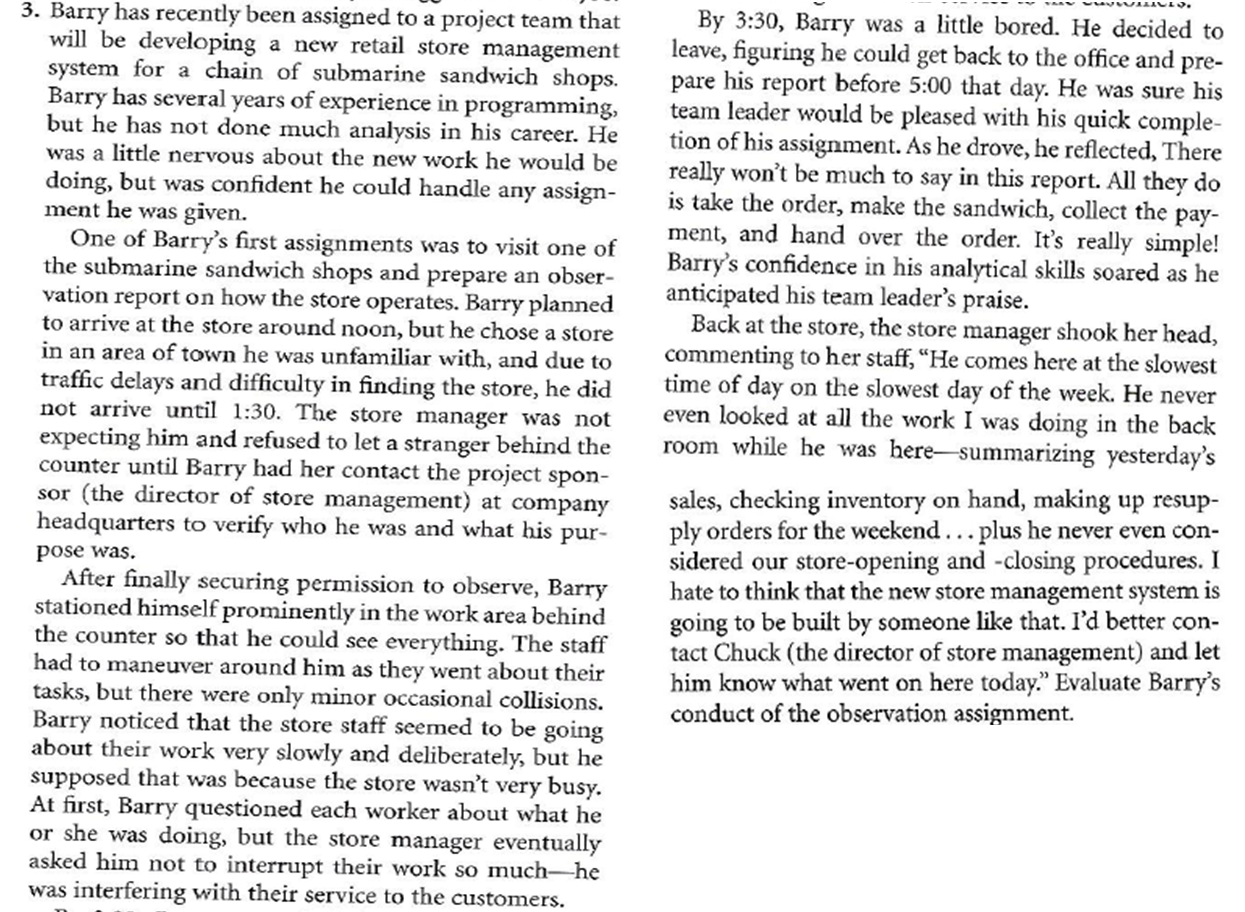 3. Barry has recently been assigned to a project team that
will be developing a new retail store management
system for a chain of submarine sandwich shops.
Barry has several years of experience in programming,
but he has not done much analysis in his career. He
was a little nervous about the new work he would be
doing, but was confident he could handle any assign-
ment he was given.
One of Barry's first assignments was to visit one of
the submarine sandwich shops and prepare an obser-
vation report on how the store operates. Barry planned
to arrive at the store around noon, but he chose a store
in an area of town he was unfamiliar with, and due to
traffic delays and difficulty in finding the store, he did
not arrive until 1:30. The store manager was not
expecting him and refused to let a stranger behind the
counter until Barry had her contact the project spon-
sor (the director of store management) at company
headquarters to verify who he was and what his pur-
pose was.
After finally securing permission to observe, Barry
stationed himself prominently in the work area behind
the counter so that he could see everything. The staff
had to maneuver around him as they went about their
tasks, but there were only minor occasional collisions.
Barry noticed that the store staff seemed to be going
about their work very slowly and deliberately, but he
supposed that was because the store wasn't very busy.
At first, Barry questioned each worker about what he
or she was doing, but the store manager eventually
asked him not to interrupt their work so much—he
was interfering with their service to the customers.
By 3:30, Barry was a little bored. He decided to
leave, figuring he could get back to the office and pre-
pare his report before 5:00 that day. He was sure his
team leader would be pleased with his quick comple-
tion of his assignment. As he drove, he reflected, There
really won't be much to say in this report. All they do
is take the order, make the sandwich, collect the pay-
ment, and hand over the order. It's really simple!
Barry's confidence in his analytical skills soared as he
anticipated his team leader's praise.
Back at the store, the store manager shook her head,
commenting to her staff, "He comes here at the slowest
time of day on the slowest day of the week. He never
even looked at all the work I was doing in the back
room while he was here—summarizing yesterday's
sales, checking inventory on hand, making up resup-
ply orders for the weekend . . . plus he never even con-
sidered our store-opening and -closing procedures. I
hate to think that the new store management system is
going to be built by someone like that. I'd better con-
tact Chuck (the director of store management) and let
him know what went on here today." Evaluate Barry's
conduct of the observation assignment.